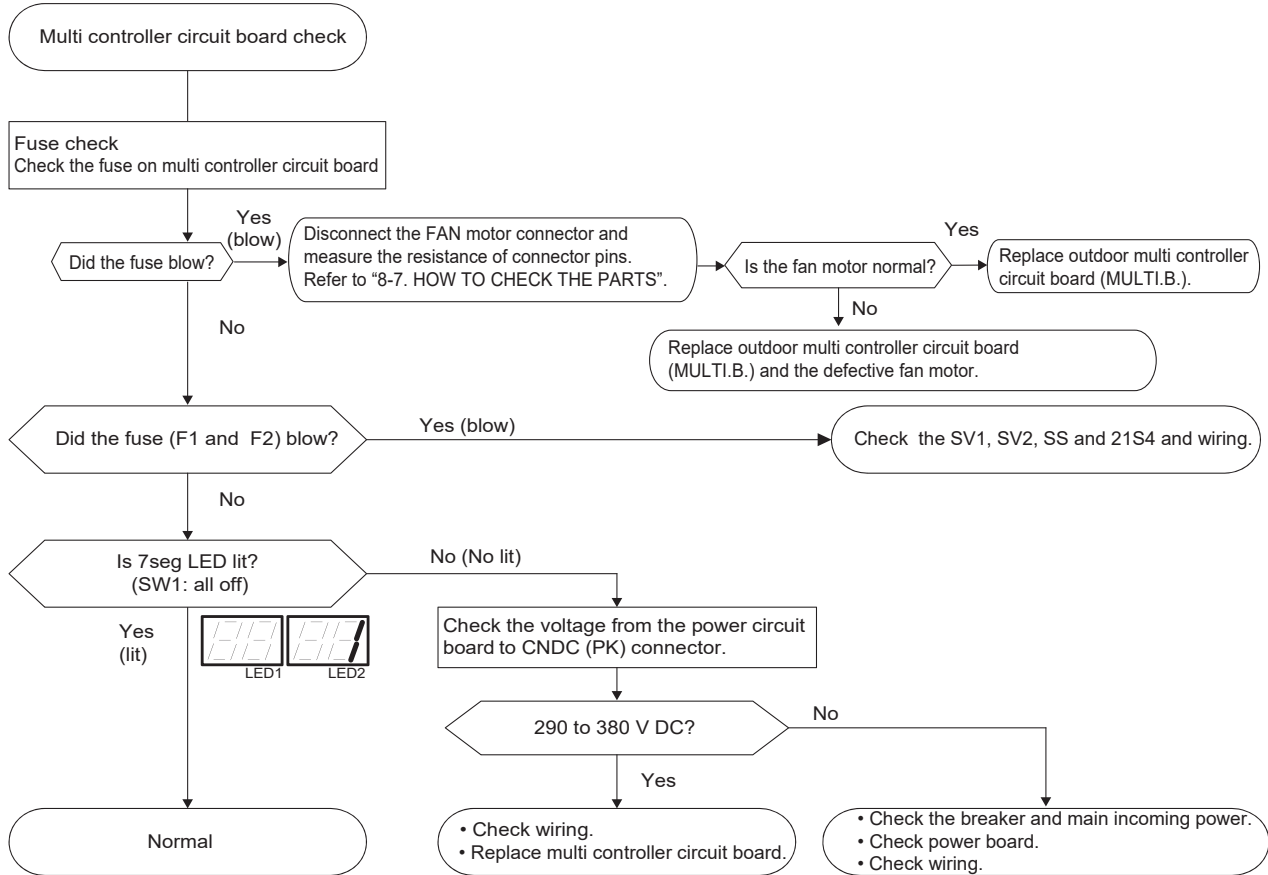 Multi controller circuit board check
Fuse check
Check the fuse on multi controller circuit board
Did the fuse blow?
Yes
(blow)
Disconnect the FAN motor connector and
measure the resistance of connector pins.
Refer to “8-7. HOW TO CHECK THE PARTS”.
Is the fan motor normal?
Yes
Replace outdoor multi controller
circuit board (MULTI.B.).
No
Replace outdoor multi controller circuit board
(MULTI.B.) and the defective fan motor.
No
Did the fuse (F1 and F2) blow?
Yes (blow)
Check the SV1, SV2, SS and 21S4 and wiring.
No
Is 7seg LED lit?
(SW1: all off)
No (No lit)
Yes
(lit)
LED1
LED2
Check the voltage from the power circuit
board to CNDC (PK) connector.
290 to 380 V DC?
No
Yes
Normal
• Check wiring.
• Replace multi controller circuit board.
• Check the breaker and main incoming power.
• Check power board.
• Check wiring.